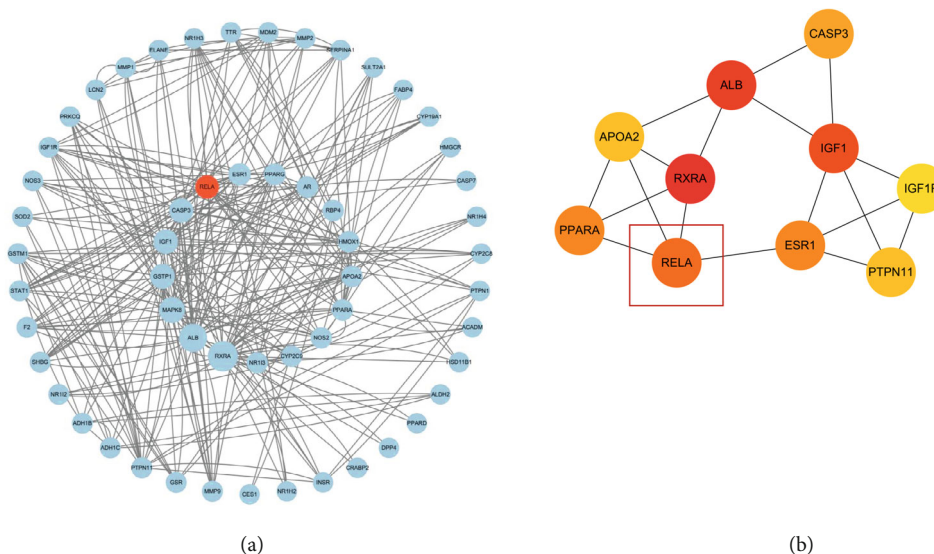 NR1H3
TTR
MDM2
MMP2
SERPINA1
ELANE
MMP1
SULT2A1
LCN2
FABP4
PRKCQ
CYP19A1
IGF1R
HMGCR
NOS3
CASP7
SOD2
NR1H4
GSTM1
CYP2C8
STAT1
PTPN1
F2
ACADM
SHBG
HSD11B1
NR1I2
ALDH2
ADH1B
PPARD
ADH1C
DPP4
PTPN11
CRABP2
GSR
INSR
MMP9
CES1
NR1H2
RELA
ESR1
PPARG
AR
CASP3
RBP4
IGF1
HMOX1
GSTP1
APOA2
MAPK8
PPARA
ALB
NOS2
RXRA
NR1I3
(a)
CASP3
ALB
APOA2
IGF1
RXRA
PPARA
RELA
ESR1
PTPN11
(b)